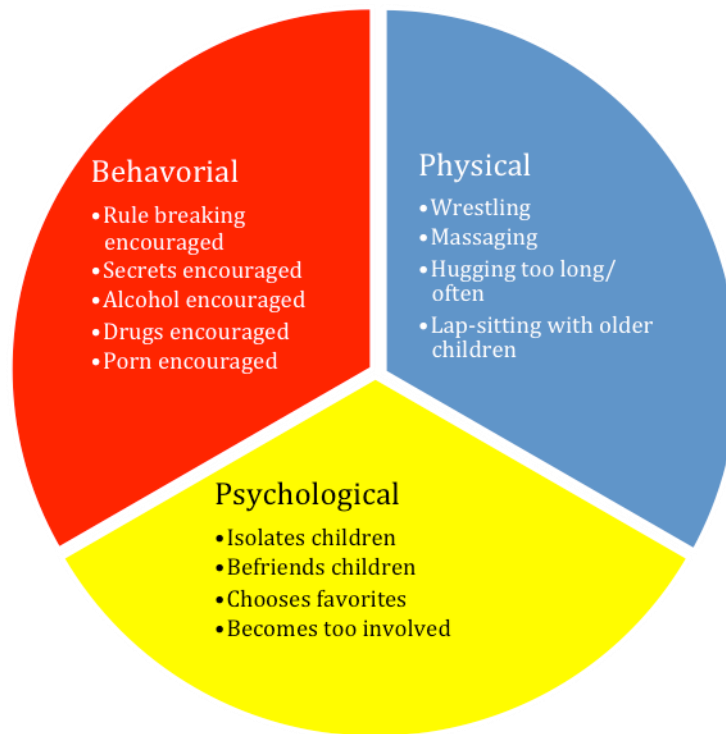 Behavorial
•Rule breaking
encouraged
•Secrets encouraged
•Alcohol encouraged
•Drugs encouraged
•Porn encouraged
Physical
•Wrestling
•Massaging
•Hugging too long/
often
•Lap-sitting with older
children
Psychological
•Isolates children
•Befriends children
•Chooses favorites
•Becomes too involved